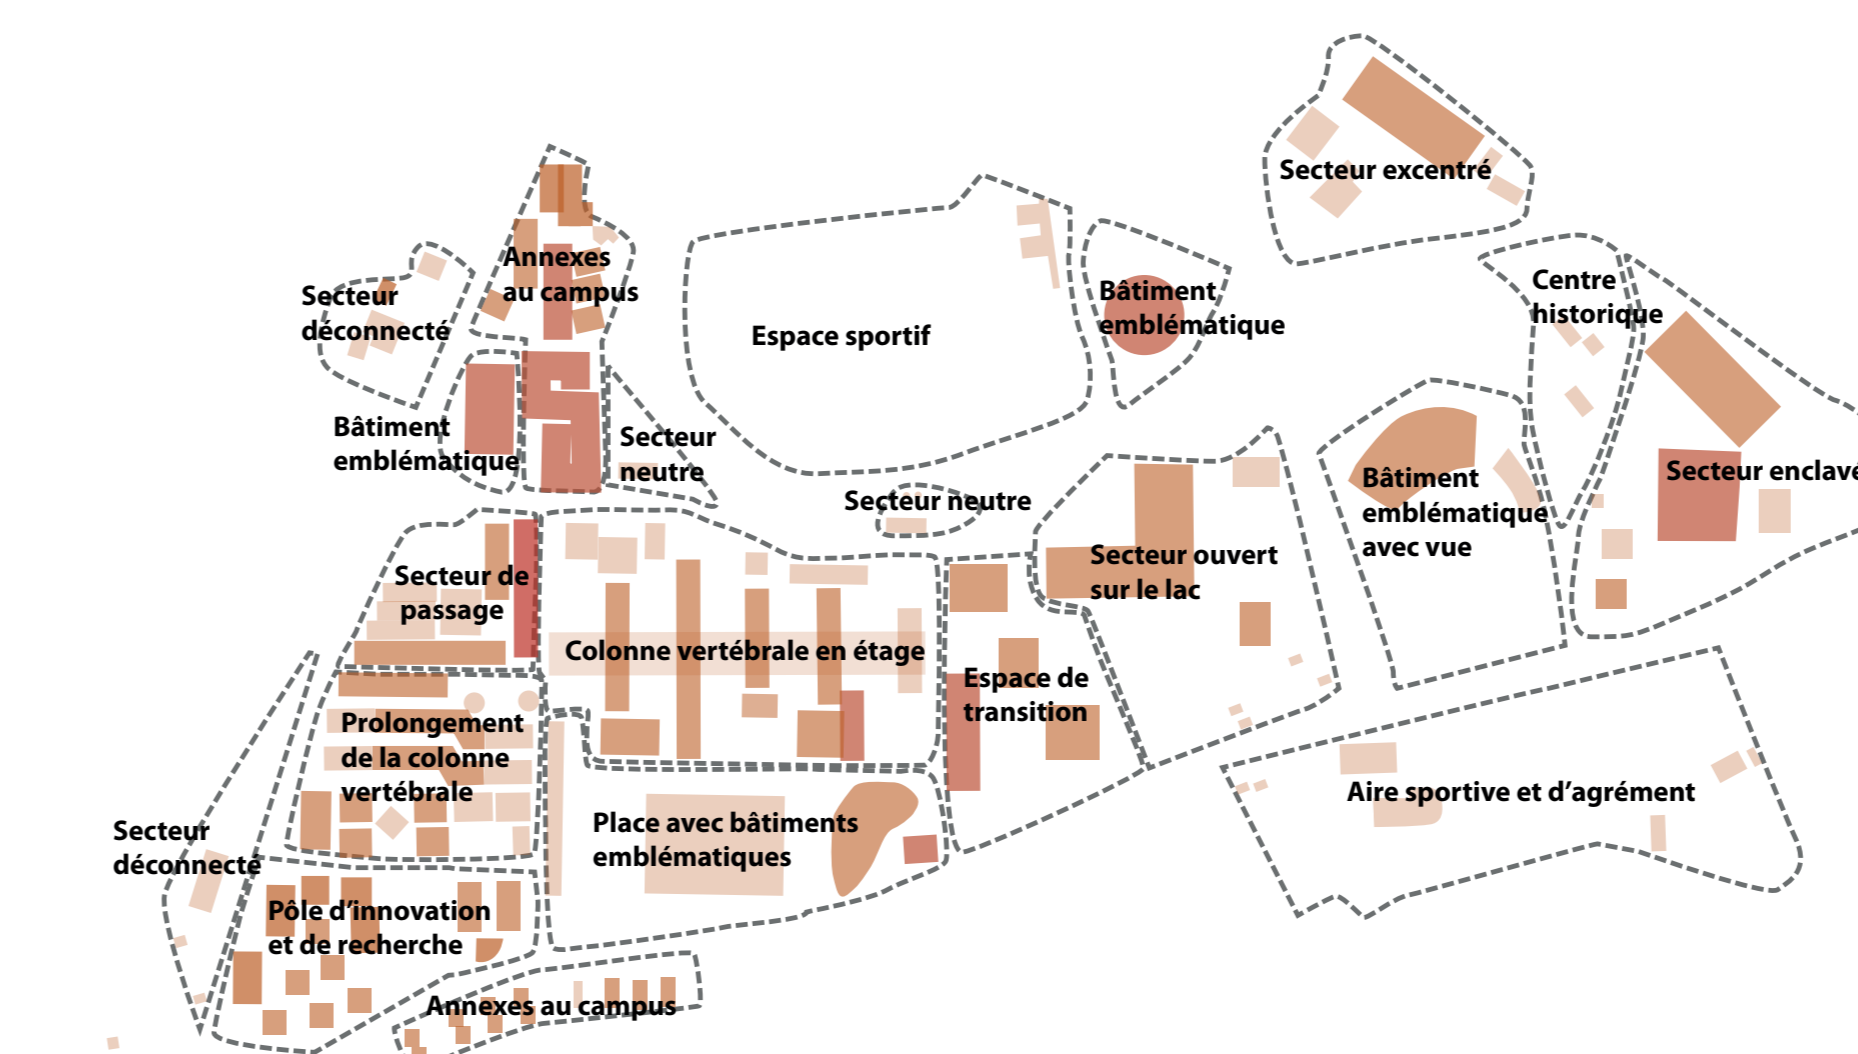 Secteur excentré
Annexes
au campus
Secteur
déconnecté
Espace sportif
Bâtiment
emblématique
Centre
historique
Bâtiment
emblématique
Secteur
neutre
Secteur neutre
Bâtiment
emblématique
avec vue
Secteur enclavé
Secteur de
passage
Secteur ouvert
sur le lac
Colonne vertébrale en étage
Espace de
transition
Prolongement
de la colonne
vertébrale
Aire sportive et d’agrément
Secteur
déconnecté
Place avec bâtiments
emblématiques
Pôle d’innovation
et de recherche
Annexes au campus